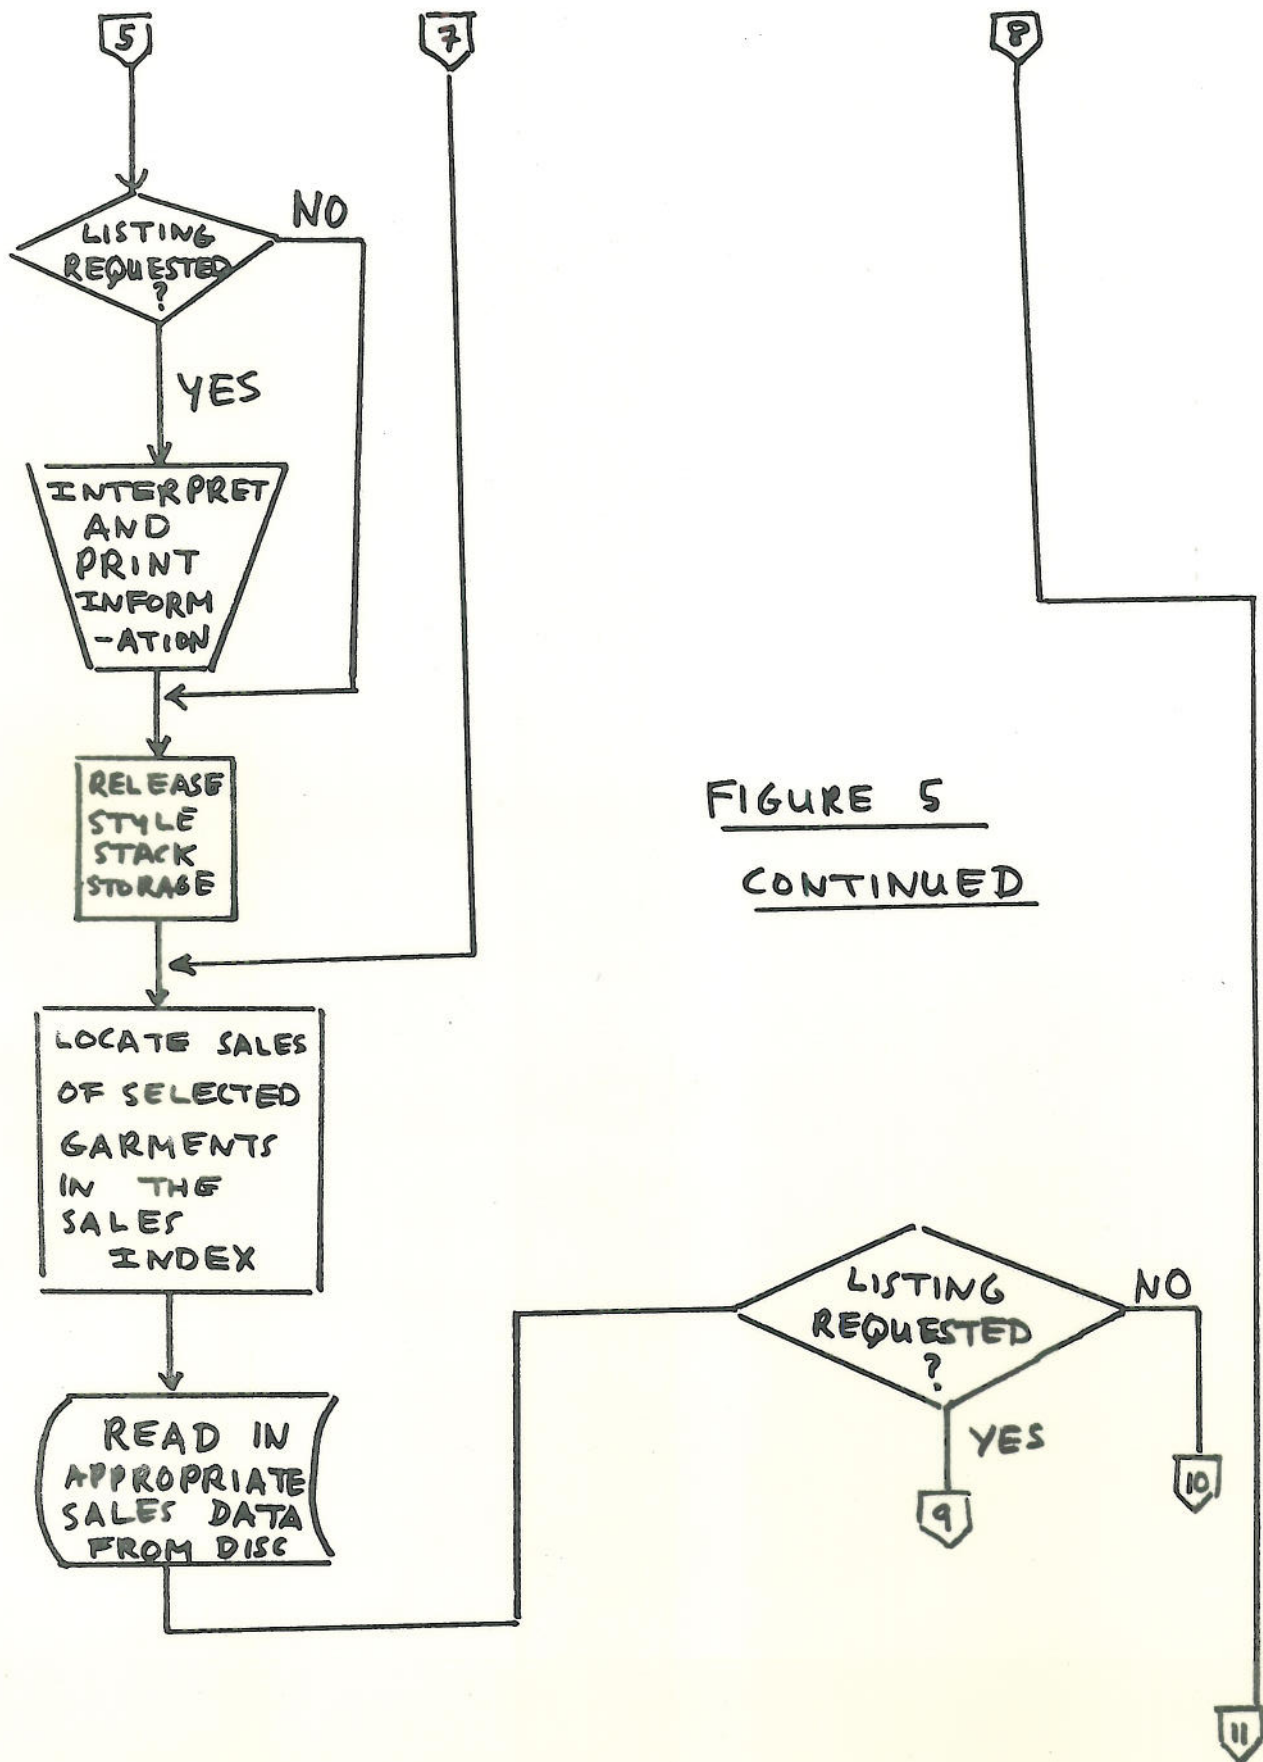 5
7
8
LISTING
REQUESTED
?
NO
YES
INTERPRET
AND
PRINT
INFORM
-ATION
RELEASE
STYLE
STACK
STORAGE
FIGURE 5
CONTINUED
LOCATE SALES
OF SELECTED
GARMENTS
IN THE
SALES
INDEX
READ IN
APPROPRIATE
SALES DATA
FROM DISC
LISTING
REQUESTED
?
NO
YES
9
10
11